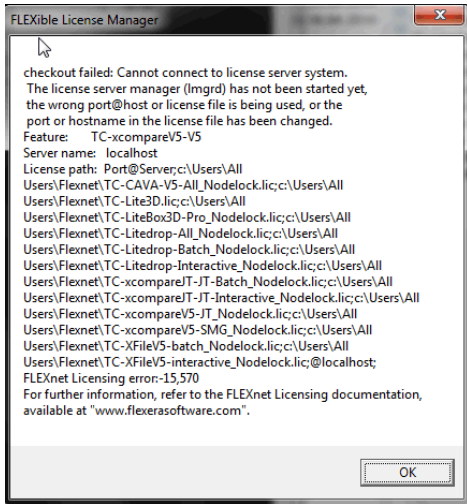 FLEXible License Manager
checkout failed: Cannot connect to license server system.
The license server manager (lmgrd) has not been started yet,
the wrong port@host or license file is being used, or the
port or hostname in the license file has been changed.
Feature: TC-xcompareV5-V5
Server name: localhost
License path: Port@Server;c:\Users\All
Users\Flexnet\TC-CAVA-V5-All_Nodelock.lic;c:\Users\All
Users\Flexnet\TC-Lite3D.lic;c:\Users\All
Users\Flexnet\TC-LiteBox3D-Pro_Nodelock.lic;c:\Users\All
Users\Flexnet\TC-Litedrop-All_Nodelock.lic;c:\Users\All
Users\Flexnet\TC-Litedrop-Batch_Nodelock.lic;c:\Users\All
Users\Flexnet\TC-Litedrop-Interactive_Nodelock.lic;c:\Users\All
Users\Flexnet\TC-xcompareJT-JT-Batch_Nodelock.lic;c:\Users\All
Users\Flexnet\TC-xcompareJT-JT-Interactive_Nodelock.lic;c:\Users\All
Users\Flexnet\TC-xcompareV5-JT_Nodelock.lic;c:\Users\All
Users\Flexnet\TC-xcompareV5-SMG_Nodelock.lic;c:\Users\All
Users\Flexnet\TC-XFileV5-batch_Nodelock.lic;c:\Users\All
Users\Flexnet\TC-XFileV5-interactive_Nodelock.lic;@localhost;
FLEXnet Licensing error:-15,570
For further information, refer to the FLEXnet Licensing documentation,
available at "www.flexerasoftware.com".
OK